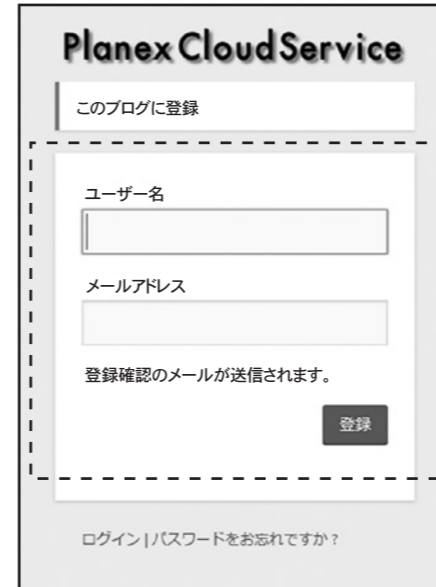 Planex Cloud Service
このブログに登録
ユーザー名
メールアドレス
登録確認のメールが送信されます。
登録
ログイン | パスワードをお忘れですか ?